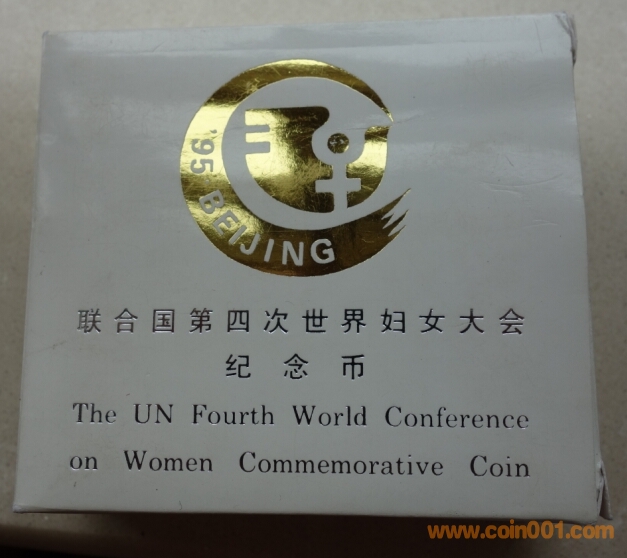 '95 BEIJING
联合国第四次世界妇女大会
纪念币
The UN Fourth World Conference
on Women Commemorative Coin
www.coin001.com